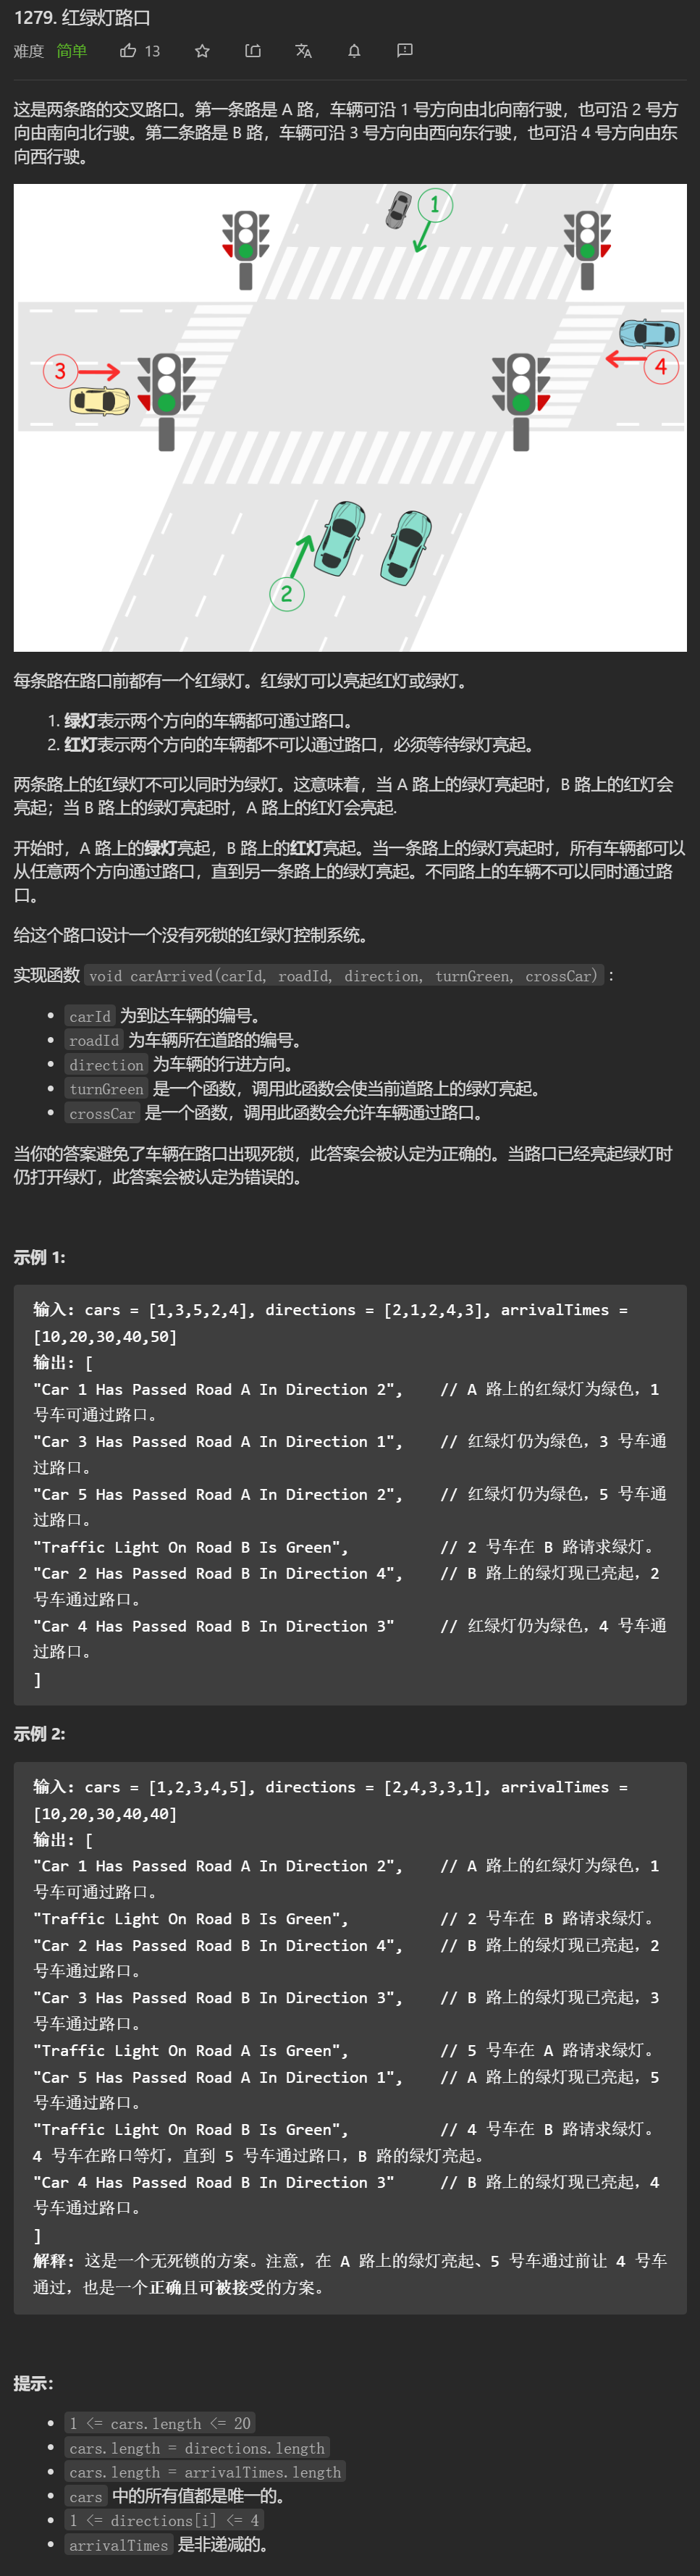 1279. 红绿灯路口
难度 简单 13
这是两条路的交叉路口。第一条路是 A 路，车辆可沿 1 号方向由北向南行驶，也可沿 2 号方
向由南向北行驶。第二条路是 B 路，车辆可沿 3 号方向由西向东行驶，也可沿 4 号方向由东
向西行驶。
1
3
4
2
每条路在路口前都有一个红绿灯。红绿灯可以亮起红灯或绿灯。
1. 绿灯表示两个方向的车辆都可通过路口。
2. 红灯表示两个方向的车辆都不可以通过路口，必须等待绿灯亮起。
两条路上的红绿灯不可以同时为绿灯。这意味着，当 A 路上的绿灯亮起时，B 路上的红灯会
亮起；当 B 路上的绿灯亮起时，A 路上的红灯会亮起.
开始时，A 路上的绿灯亮起，B 路上的红灯亮起。当一条路上的绿灯亮起时，所有车辆都可以
从任意两个方向通过路口，直到另一条路上的绿灯亮起。不同路上的车辆不可以同时通过路
口。
给这个路口设计一个没有死锁的红绿灯控制系统。
实现函数 void carArrived(carId, roadId, direction, turnGreen, crossCar) :
• carId 为到达车辆的编号。
• roadId 为车辆所在道路的编号。
• direction 为车辆的行进方向。
• turnGreen 是一个函数，调用此函数会使当前道路上的绿灯亮起。
• crossCar 是一个函数，调用此函数会允许车辆通过路口。
当你的答案避免了车辆在路口出现死锁，此答案会被认定为正确的。当路口已经亮起绿灯时
仍打开绿灯，此答案会被认定为错误的。
示例 1:
输入: cars = [1,3,5,2,4], directions = [2,1,2,4,3], arrivalTimes =
[10,20,30,40,50]
输出: [
"Car 1 Has Passed Road A In Direction 2", // A 路上的红绿灯为绿色，1
号车可通过路口。
"Car 3 Has Passed Road A In Direction 1", // 红绿灯仍为绿色，3 号车通
过路口。
"Car 5 Has Passed Road A In Direction 2", // 红绿灯仍为绿色，5 号车通
过路口。
"Traffic Light On Road B Is Green", // 2 号车在 B 路请求绿灯。
"Car 2 Has Passed Road B In Direction 4", // B 路上的绿灯现已亮起，2
号车通过路口。
"Car 4 Has Passed Road B In Direction 3" // 红绿灯仍为绿色，4 号车通
过路口。
]
示例 2:
输入: cars = [1,2,3,4,5], directions = [2,4,3,3,1], arrivalTimes =
[10,20,30,40,40]
输出: [
"Car 1 Has Passed Road A In Direction 2", // A 路上的红绿灯为绿色，1
号车可通过路口。
"Traffic Light On Road B Is Green", // 2 号车在 B 路请求绿灯。
"Car 2 Has Passed Road B In Direction 4", // B 路上的绿灯现已亮起，2
号车通过路口。
"Car 3 Has Passed Road B In Direction 3", // B 路上的绿灯现已亮起，3
号车通过路口。
"Traffic Light On Road A Is Green", // 5 号车在 A 路请求绿灯。
"Car 5 Has Passed Road A In Direction 1", // A 路上的绿灯现已亮起，5
号车通过路口。
"Traffic Light On Road B Is Green", // 4 号车在 B 路请求绿灯。
4 号车在路口等灯，直到 5 号车通过路口，B 路的绿灯亮起。
"Car 4 Has Passed Road B In Direction 3" // B 路上的绿灯现已亮起，4
号车通过路口。
]
解释: 这是一个无死锁的方案。注意，在 A 路上的绿灯亮起、5 号车通过前让 4 号车
通过，也是一个正确且可被接受的方案。
提示：
• 1 <= cars.length <= 20
• cars.length = directions.length
• cars.length = arrivalTimes.length
• cars 中的所有值都是唯一的。
• 1 <= directions[i] <= 4
• arrivalTimes 是非递减的。